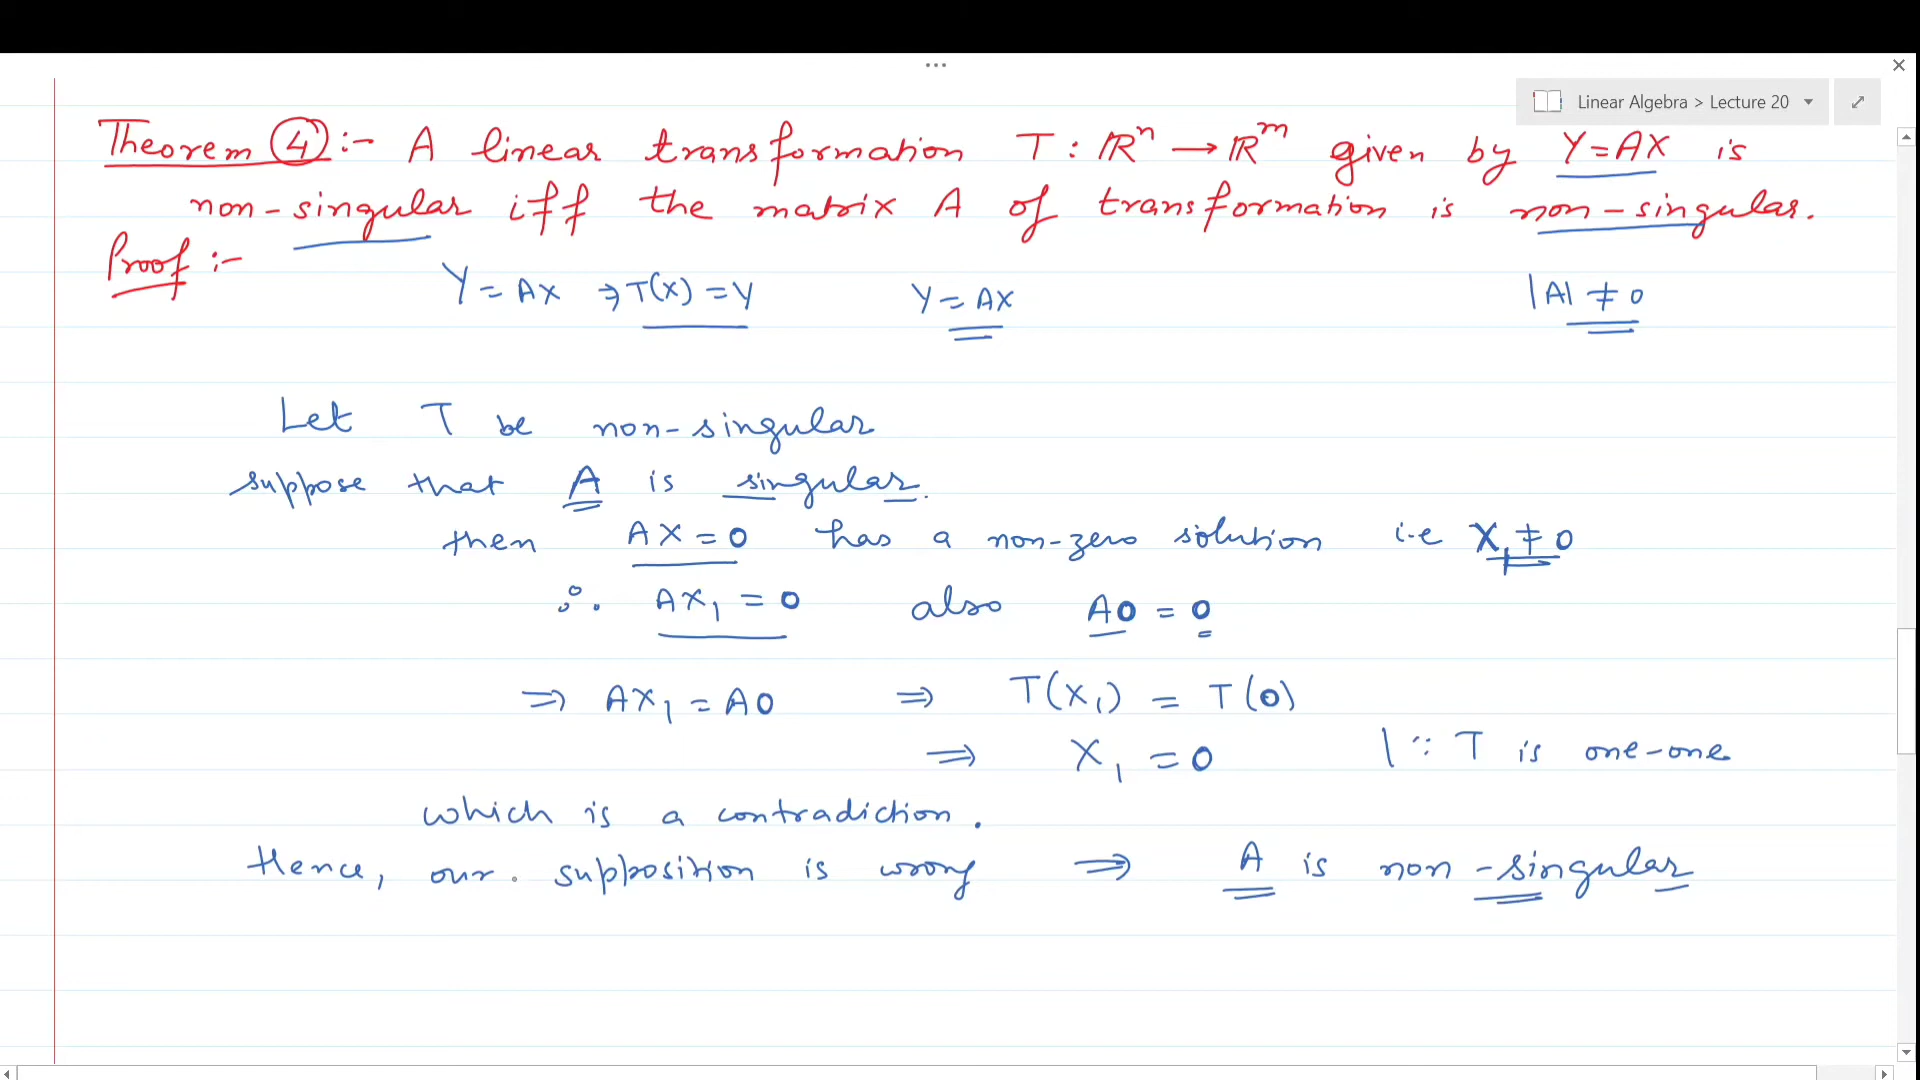 Linear Algebra > Lecture 20
Theorem ④ :- A linear transformation T : ℝⁿ → ℝᵐ given by Y = AX is
non-singular iff the matrix A of transformation is non-singular.
Proof :-
Y = AX ⇒ T(X) = Y Y = AX |A| ≠ 0
Let T be non-singular
suppose that A is singular.
then AX = 0 has a non-zero solution i.e X₁ ≠ 0
∴ AX₁ = 0 also A0 = 0
⇒ AX₁ = A0 ⇒ T(X₁) = T(0)
⇒ X₁ = 0 | ∵ T is one-one
which is a contradiction.
Hence, our supposition is wrong ⇒ A is non-singular